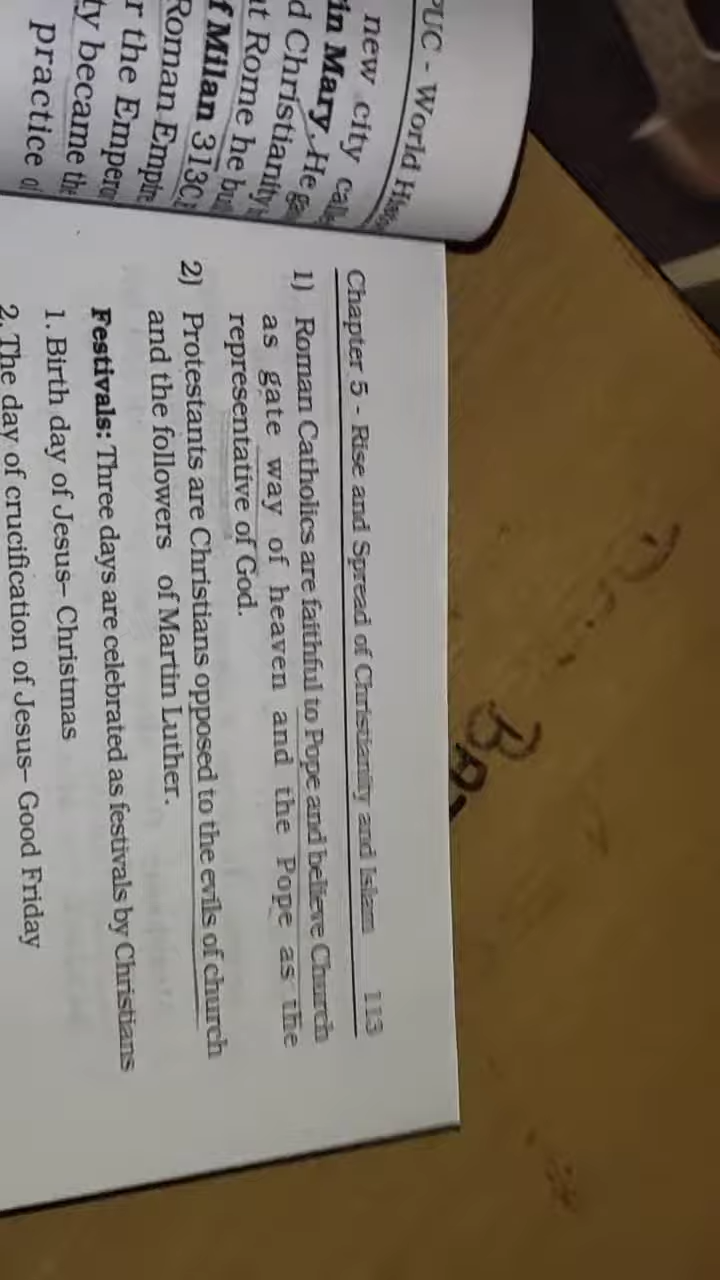 PUC - World
new city
in Mary. He
d Christianity
at Rome he
f Milan 313C.
Roman Empire
r the Emperor
ty became the
practice of
Chapter 5 - Rise and Spread of Christianity and Islam 113
1) Roman Catholics are faithful to Pope and believe Church
as gate way of heaven and the Pope as the
representative of God.
2) Protestants are Christians opposed to the evils of church
and the followers of Martin Luther.
Festivals: Three days are celebrated as festivals by Christians
1. Birth day of Jesus– Christmas
2. The day of crucification of Jesus– Good Friday